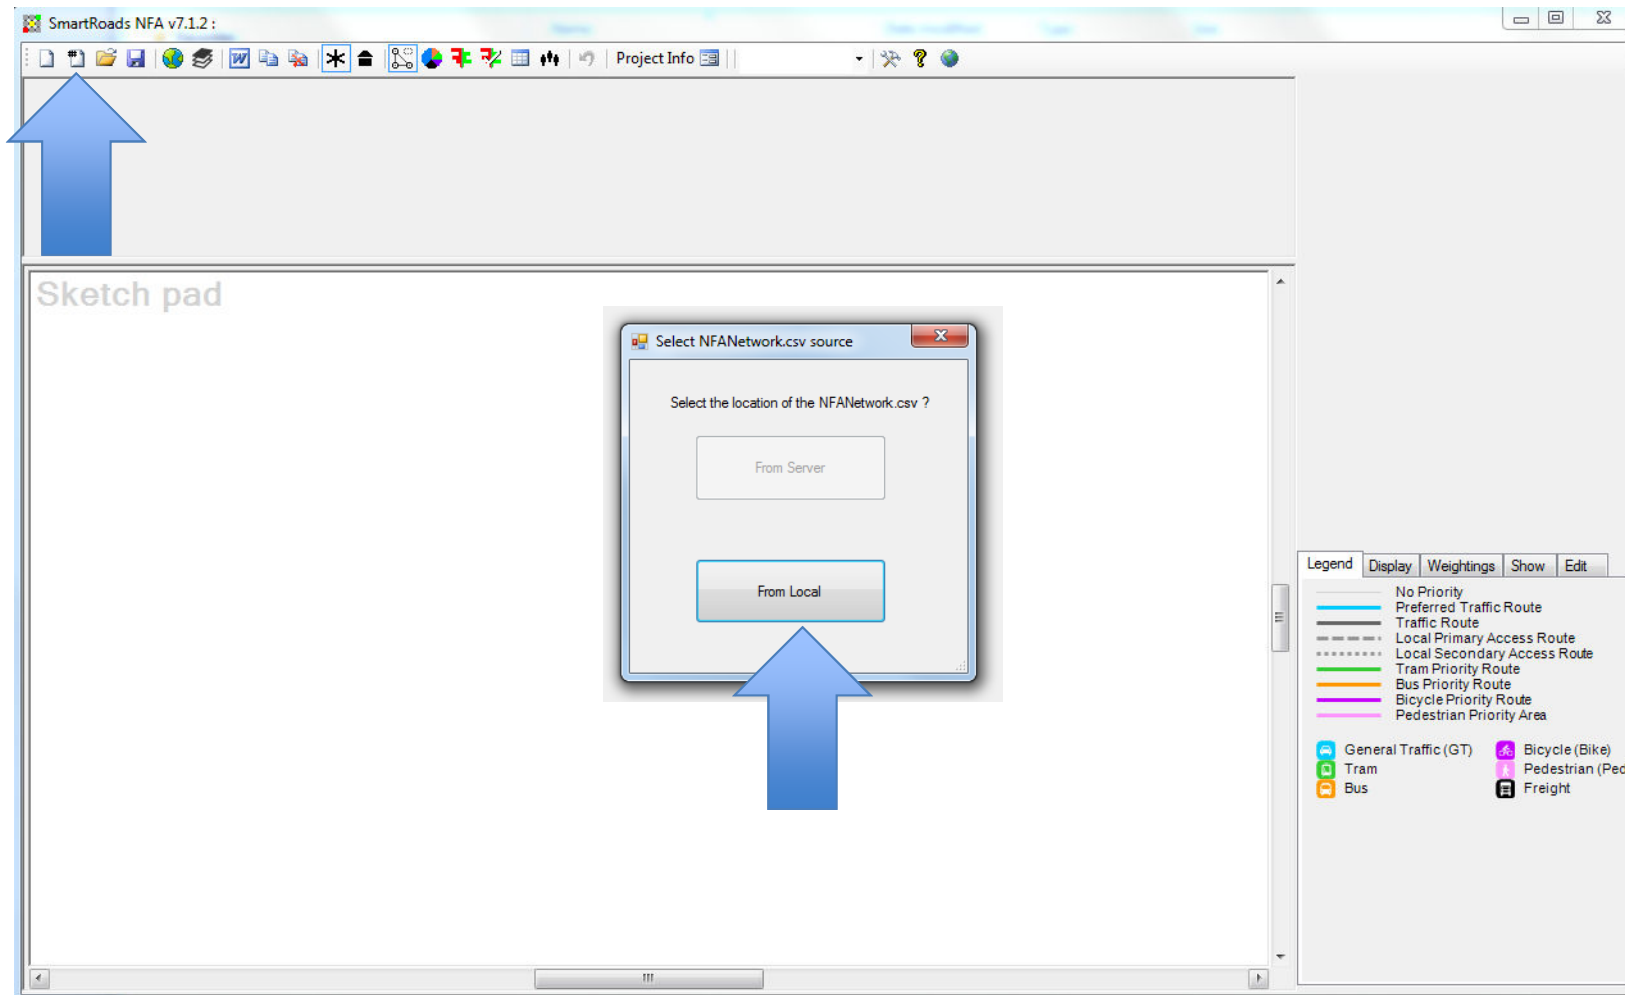 SmartRoads NFA v7.1.2 :
Project Info
Sketch pad
Select NFANetwork.csv source
Select the location of the NFANetwork.csv ?
From Server
From Local
Legend Display Weightings Show Edit
No Priority
Preferred Traffic Route
Traffic Route
Local Primary Access Route
Local Secondary Access Route
Tram Priority Route
Bus Priority Route
Bicycle Priority Route
Pedestrian Priority Area
General Traffic (GT) Bicycle (Bike)
Tram Pedestrian (Ped
Bus Freight